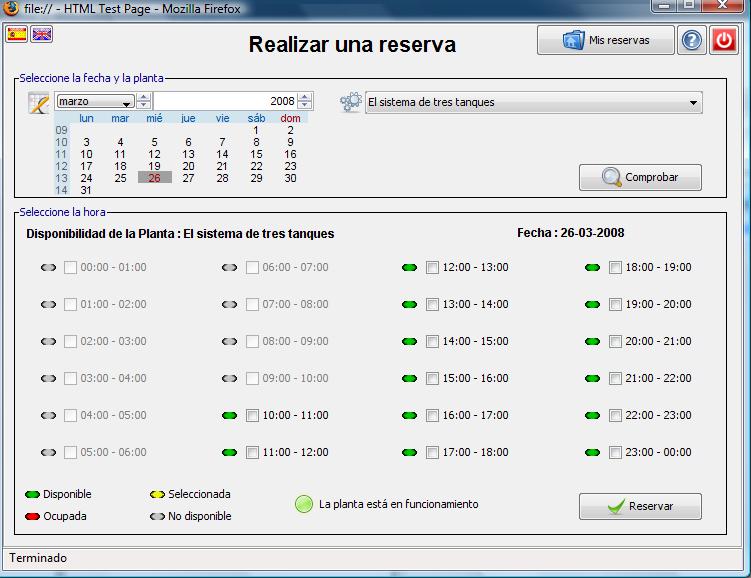 file:// - HTML Test Page - Mozilla Firefox
Realizar una reserva
Mis reservas
?
Seleccione la fecha y la planta
marzo 2008
El sistema de tres tanques
lun mar mié jue vie sáb dom
09 1 2
10 3 4 5 6 7 8 9
11 10 11 12 13 14 15 16
12 17 18 19 20 21 22 23
13 24 25 26 27 28 29 30
14 31
Comprobar
Seleccione la hora
Disponibilidad de la Planta : El sistema de tres tanques Fecha : 26-03-2008
00:00 - 01:00 06:00 - 07:00 12:00 - 13:00 18:00 - 19:00
01:00 - 02:00 07:00 - 08:00 13:00 - 14:00 19:00 - 20:00
02:00 - 03:00 08:00 - 09:00 14:00 - 15:00 20:00 - 21:00
03:00 - 04:00 09:00 - 10:00 15:00 - 16:00 21:00 - 22:00
04:00 - 05:00 10:00 - 11:00 16:00 - 17:00 22:00 - 23:00
05:00 - 06:00 11:00 - 12:00 17:00 - 18:00 23:00 - 00:00
Disponible Seleccionada
Ocupada No disponible
La planta está en funcionamiento
Reservar
Terminado